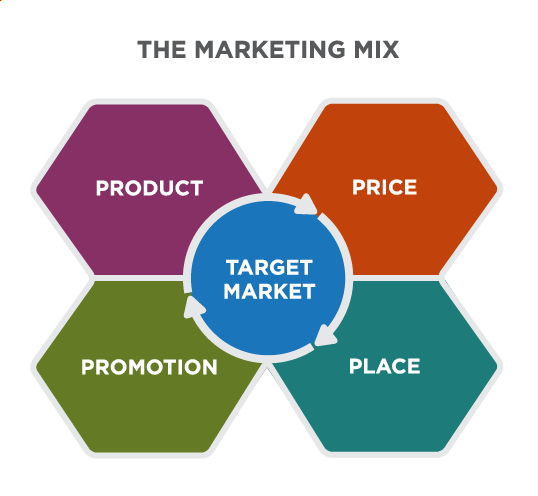 THE MARKETING MIX
PRODUCT
PRICE
TARGET
MARKET
PROMOTION
PLACE